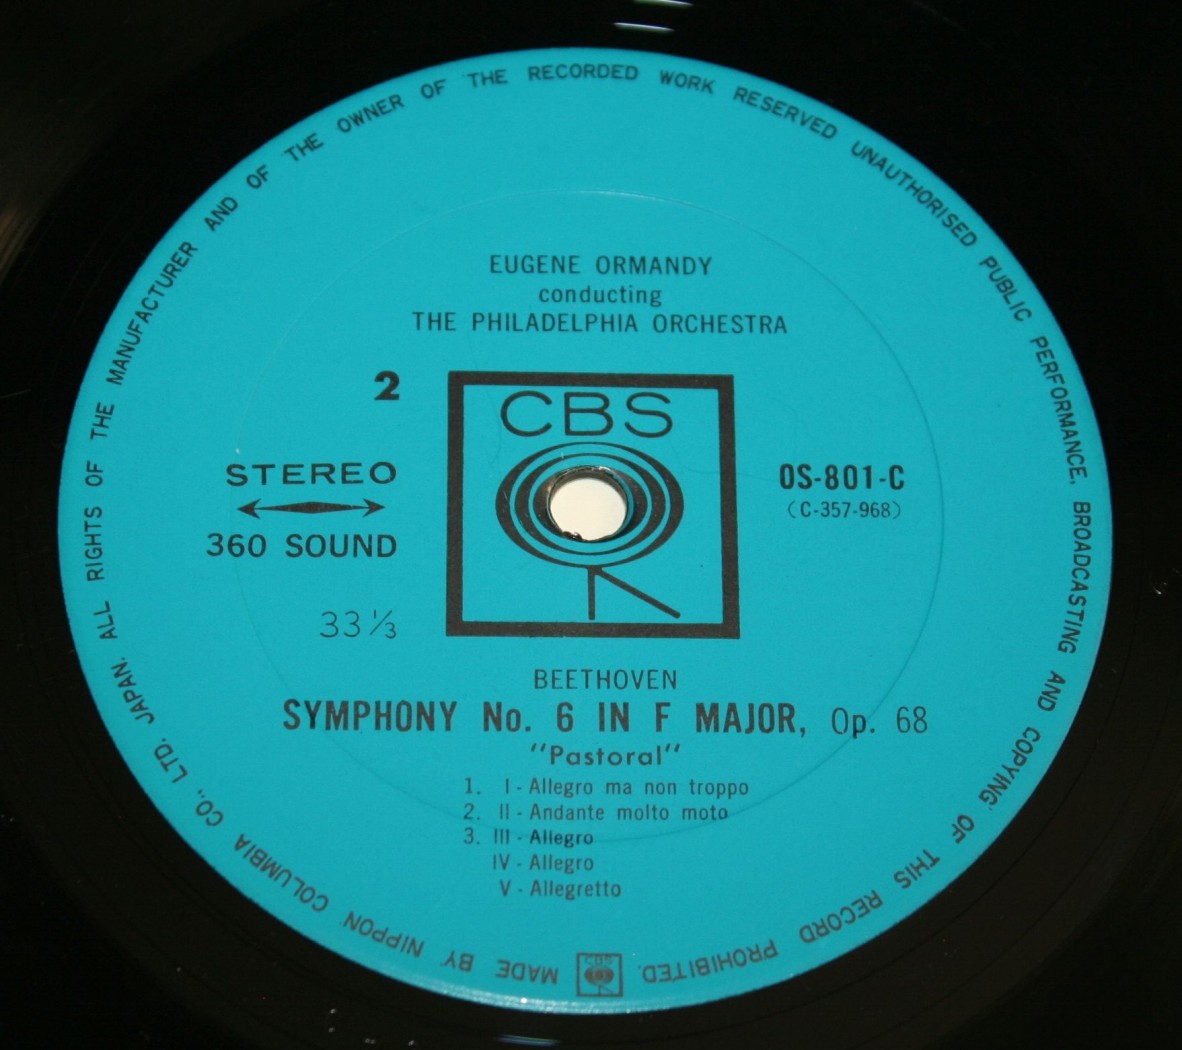 EUGENE ORMANDY
conducting
THE PHILADELPHIA ORCHESTRA
2
CBS
STEREO
360 SOUND
OS-801-C
(C-357-968)
33 ⅓
BEETHOVEN
SYMPHONY No. 6 IN F MAJOR, Op. 68
"Pastoral"
1. I - Allegro ma non troppo
2. II - Andante molto moto
3. III - Allegro
IV - Allegro
V - Allegretto
MADE BY NIPPON COLUMBIA CO., LTD. JAPAN. ALL RIGHTS OF THE MANUFACTURER AND OF THE OWNER OF THE RECORDED WORK RESERVED UNAUTHORISED PUBLIC PERFORMANCE, BROADCASTING AND COPYING OF THIS RECORD PROHIBITED.
CBS